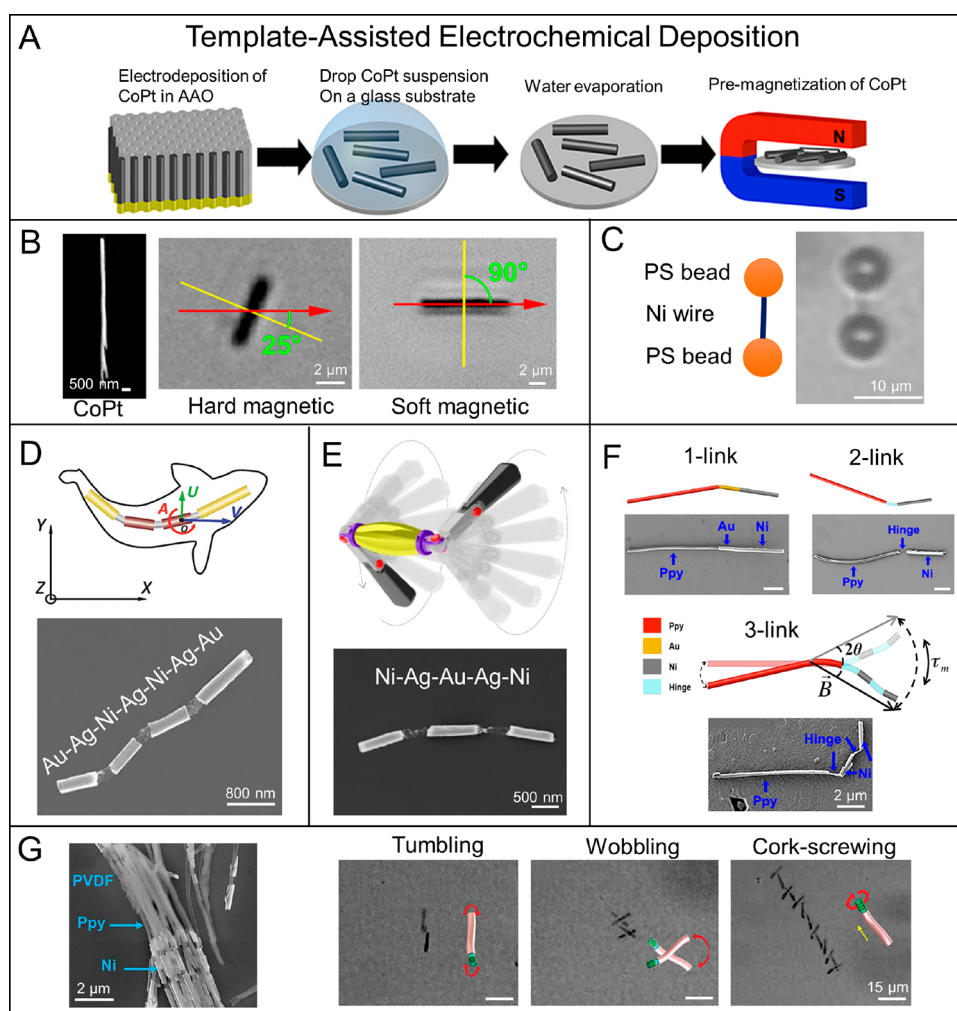 A
Template-Assisted Electrochemical Deposition
Electrodeposition of
CoPt in AAO
Drop CoPt suspension
On a glass substrate
Water evaporation
Pre-magnetization of CoPt
N
S
B
500 nm
CoPt
25°
2 µm
Hard magnetic
90°
2 µm
Soft magnetic
C
PS bead
Ni wire
PS bead
10 µm
D
U
A
o
V
Y
Z
X
Au-Ag-Ni-Ag-Ni-Ag-Au
800 nm
E
Ni-Ag-Au-Ag-Ni
500 nm
F
1-link
2-link
Au
Ni
Ppy
Hinge
Ppy
Ni
Ppy
Au
Ni
Hinge
3-link
2θ
B⃗
τm
Hinge
Ni
Ppy
2 µm
G
PVDF
Ppy
Ni
2 µm
Tumbling
Wobbling
Cork-screwing
15 µm